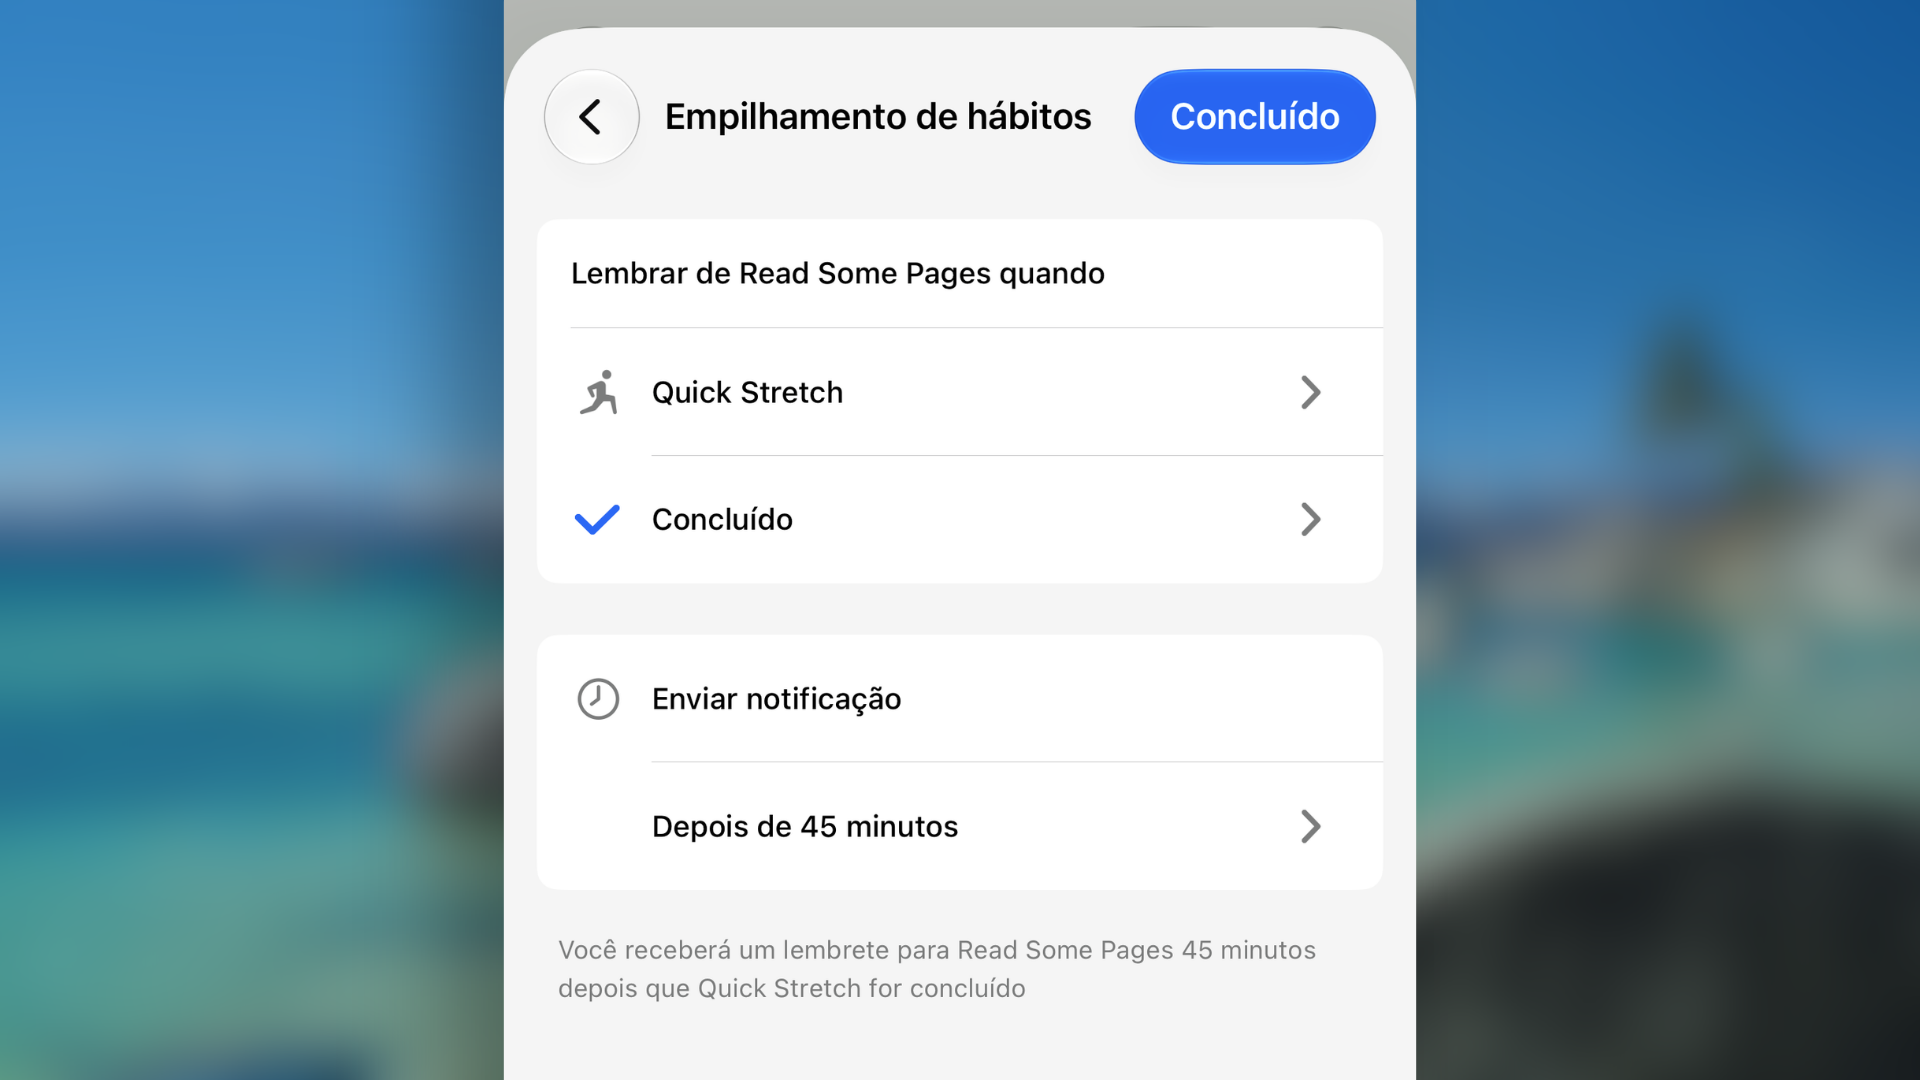 Empilhamento de hábitos
Concluído
Lembrar de Read Some Pages quando
Quick Stretch
Concluído
Enviar notificação
Depois de 45 minutos
Você receberá um lembrete para Read Some Pages 45 minutos
depois que Quick Stretch for concluído